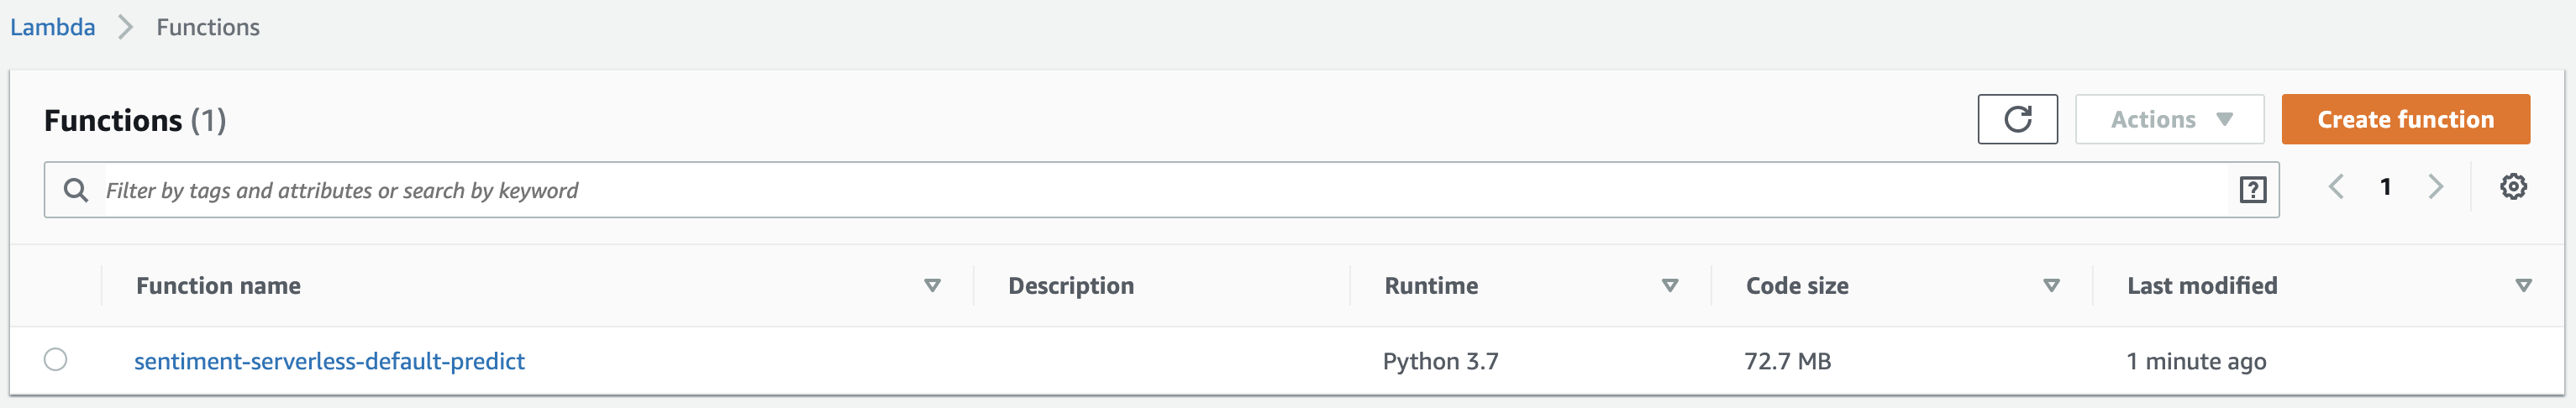 Lambda > Functions
Functions (1)
Actions
Create function
Filter by tags and attributes or search by keyword
?
1
Function name Description Runtime Code size Last modified
sentiment-serverless-default-predict Python 3.7 72.7 MB 1 minute ago